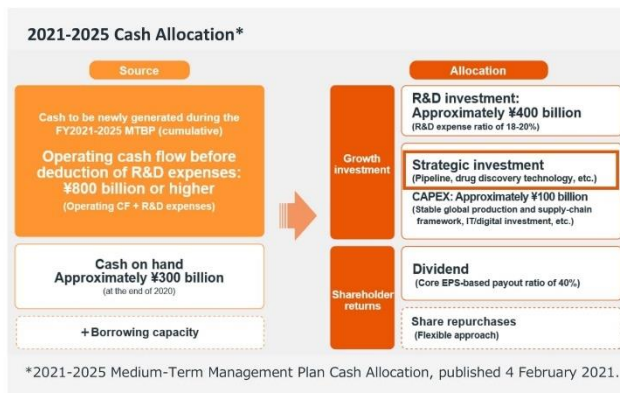 2021-2025 Cash Allocation*
Source
Cash to be newly generated during the
FY2021-2025 MTBP (cumulative)
Operating cash flow before
deduction of R&D expenses:
¥800 billion or higher
(Operating CF + R&D expenses)
Cash on hand
Approximately ¥300 billion
(at the end of 2020)
+Borrowing capacity
Allocation
Growth
investment
R&D investment:
Approximately ¥400 billion
(R&D expense ratio of 18-20%)
Strategic investment
(Pipeline, drug discovery technology, etc.)
CAPEX: Approximately ¥100 billion
(Stable global production and supply-chain
framework, IT/digital investment, etc.)
Shareholder
returns
Dividend
(Core EPS-based payout ratio of 40%)
Share repurchases
(Flexible approach)
*2021-2025 Medium-Term Management Plan Cash Allocation, published 4 February 2021.